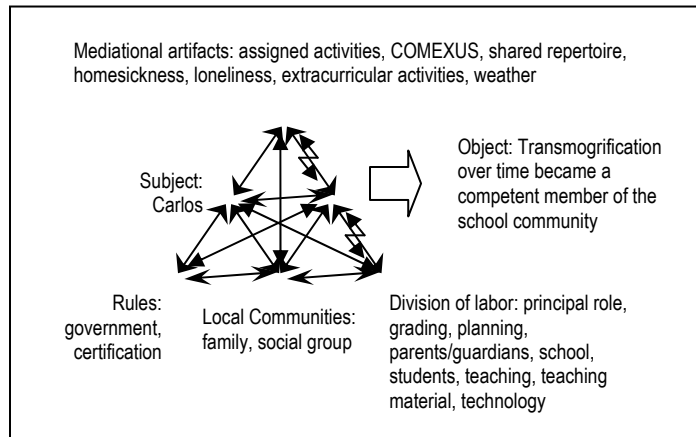 Mediational artifacts: assigned activities, COMEXUS, shared repertoire,
homesickness, loneliness, extracurricular activities, weather
Subject:
Carlos
Object: Transmogrification
over time became a
competent member of the
school community
Rules:
government,
certification
Local Communities:
family, social group
Division of labor: principal role,
grading, planning,
parents/guardians, school,
students, teaching, teaching
material, technology